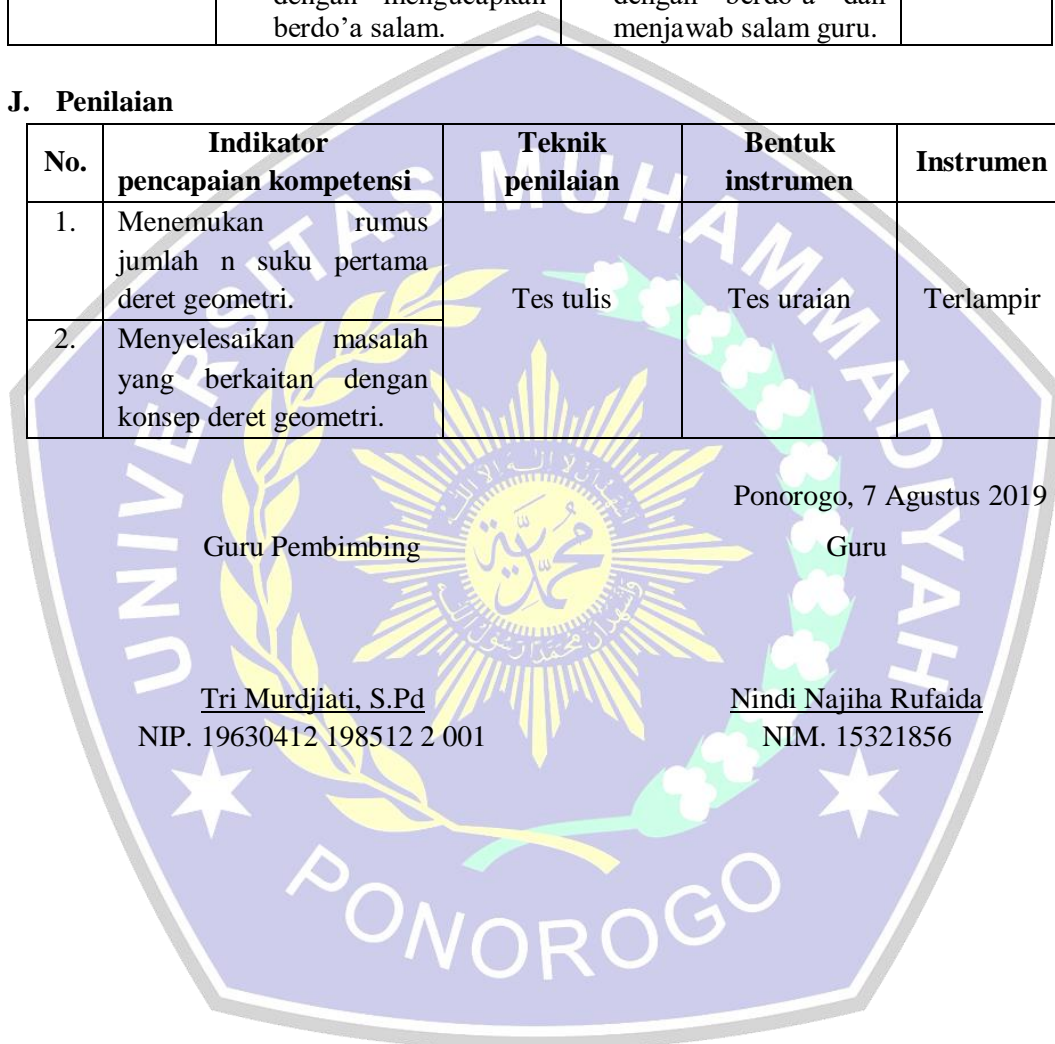 dengan mengucapkan dengan berdo'a dan
berdo’a salam. menjawab salam guru.
J. Penilaian
No. Indikator pencapaian kompetensi Teknik penilaian Bentuk instrumen Instrumen
1. Menemukan rumus
jumlah n suku pertama
deret geometri.
2. Menyelesaikan masalah
yang berkaitan dengan
konsep deret geometri.
Tes tulis Tes uraian Terlampir
Ponorogo, 7 Agustus 2019
Guru Pembimbing Guru
Tri Murdjiati, S.Pd Nindi Najiha Rufaida
NIP. 19630412 198512 2 001 NIM. 15321856
UNIVERSITAS MUHAMMADIYAH
PONOROGO
محمدية